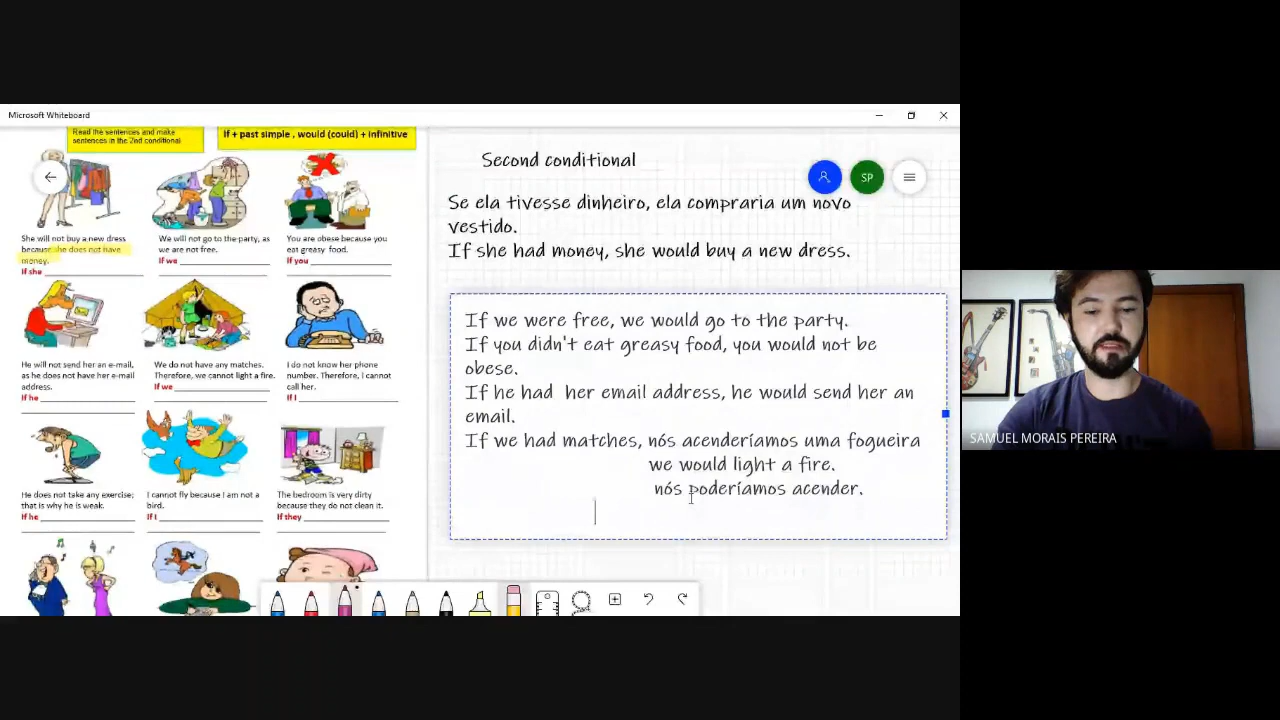 Microsoft Whiteboard
Read the sentences and make
sentences in the 2nd conditional
If + past simple , would (could) + infinitive
She will not buy a new dress
because she does not have
money.
If she
We will not go to the party, as
we are not free.
If we
You are obese because you
eat greasy food.
If you
He will not send her an e-mail,
as he does not have her e-mail
address.
If he
We do not have any matches.
Therefore, we cannot light a fire.
If we
I do not know her phone
number. Therefore, I cannot
call her.
If I
He does not take any exercise;
that is why he is weak.
If he
I cannot fly because I am not a
bird.
If I
The bedroom is very dirty
because they do not clean it.
If they
Second conditional
SP
Se ela tivesse dinheiro, ela compraria um novo
vestido.
If she had money, she would buy a new dress.
If we were free, we would go to the party.
If you didn't eat greasy food, you would not be
obese.
If he had her email address, he would send her an
email.
If we had matches, nós acenderíamos uma fogueira
we would light a fire.
nós poderíamos acender.
SAMUEL MORAIS PEREIRA